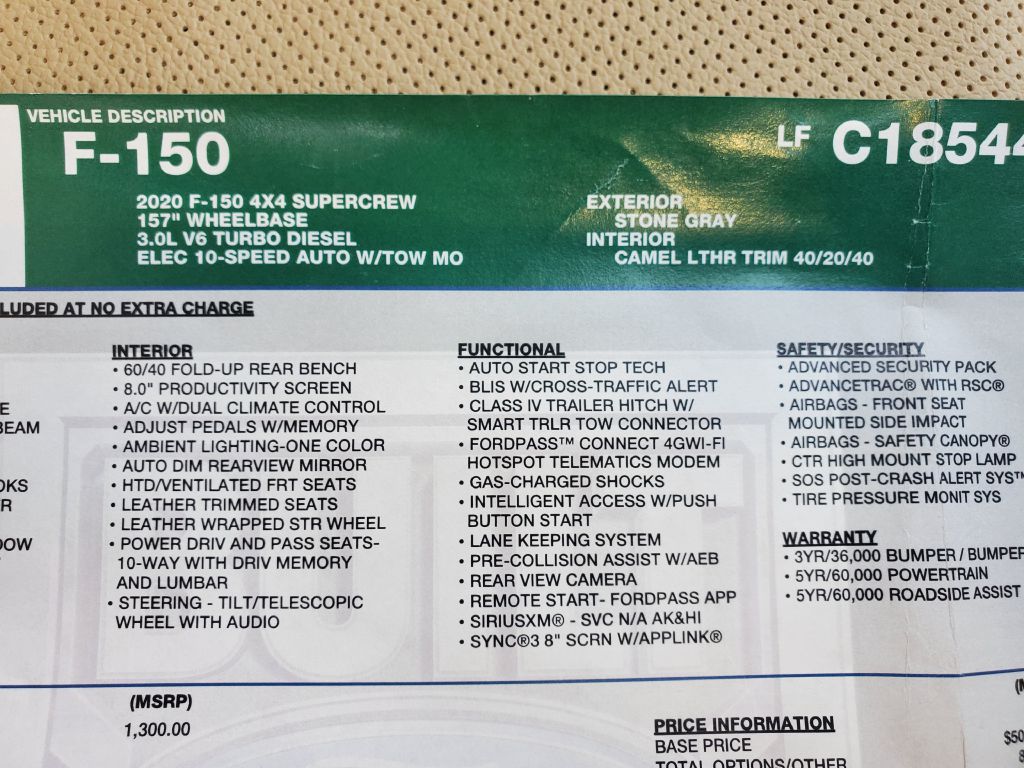 VEHICLE DESCRIPTION
F-150
LF C18544
2020 F-150 4X4 SUPERCREW
157" WHEELBASE
3.0L V6 TURBO DIESEL
ELEC 10-SPEED AUTO W/TOW MO
EXTERIOR
STONE GRAY
INTERIOR
CAMEL LTHR TRIM 40/20/40
LUDED AT NO EXTRA CHARGE
E
BEAM
OKS
R
DOW
INTERIOR
• 60/40 FOLD-UP REAR BENCH
• 8.0" PRODUCTIVITY SCREEN
• A/C W/DUAL CLIMATE CONTROL
• ADJUST PEDALS W/MEMORY
• AMBIENT LIGHTING-ONE COLOR
• AUTO DIM REARVIEW MIRROR
• HTD/VENTILATED FRT SEATS
• LEATHER TRIMMED SEATS
• LEATHER WRAPPED STR WHEEL
• POWER DRIV AND PASS SEATS-
10-WAY WITH DRIV MEMORY
AND LUMBAR
• STEERING - TILT/TELESCOPIC
WHEEL WITH AUDIO
FUNCTIONAL
• AUTO START STOP TECH
• BLIS W/CROSS-TRAFFIC ALERT
• CLASS IV TRAILER HITCH W/
SMART TRLR TOW CONNECTOR
• FORDPASS™ CONNECT 4GWI-FI
HOTSPOT TELEMATICS MODEM
• GAS-CHARGED SHOCKS
• INTELLIGENT ACCESS W/PUSH
BUTTON START
• LANE KEEPING SYSTEM
• PRE-COLLISION ASSIST W/AEB
• REAR VIEW CAMERA
• REMOTE START- FORDPASS APP
• SIRIUSXM® - SVC N/A AK&HI
• SYNC®3 8" SCRN W/APPLINK®
SAFETY/SECURITY
• ADVANCED SECURITY PACK
• ADVANCETRAC® WITH RSC®
• AIRBAGS - FRONT SEAT
MOUNTED SIDE IMPACT
• AIRBAGS - SAFETY CANOPY®
• CTR HIGH MOUNT STOP LAMP
• SOS POST-CRASH ALERT SYS™
• TIRE PRESSURE MONIT SYS
WARRANTY
• 3YR/36,000 BUMPER / BUMPER
• 5YR/60,000 POWERTRAIN
• 5YR/60,000 ROADSIDE ASSIST
(MSRP)
1,300.00
PRICE INFORMATION
BASE PRICE
$50
TOTAL OPTIONS/OTHER